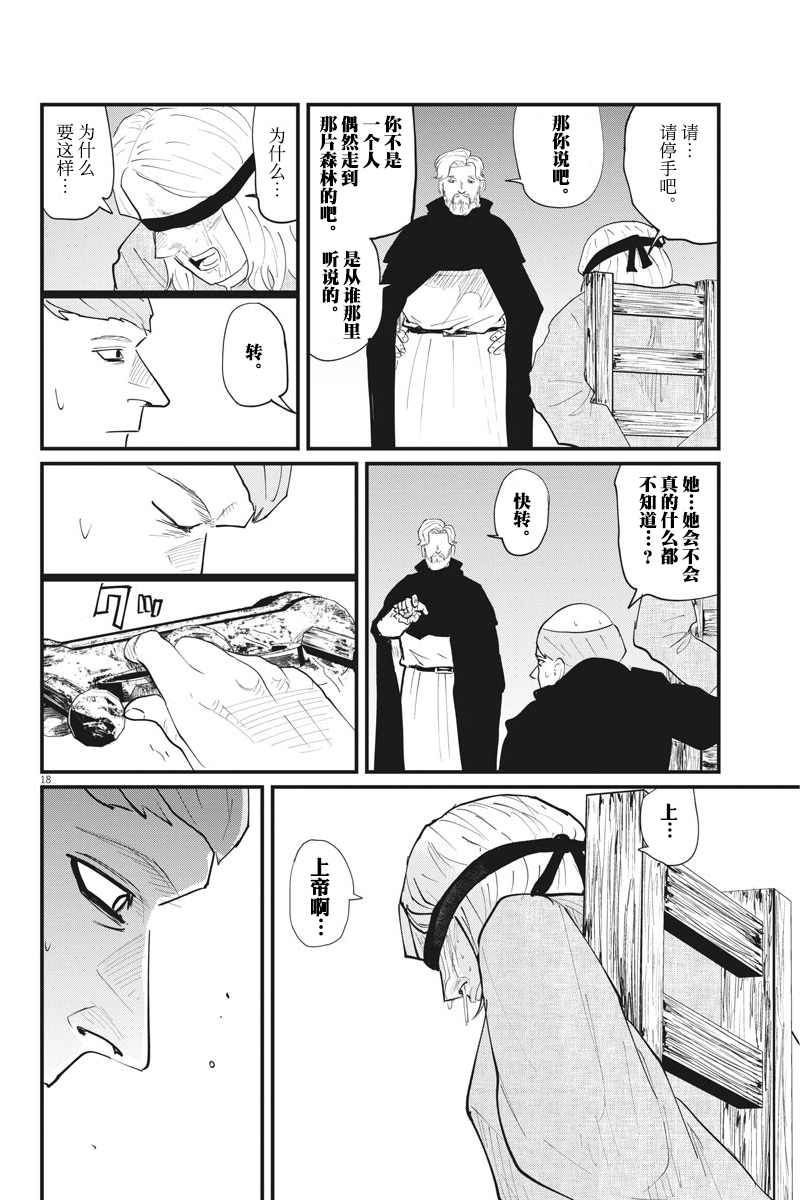 请…
请停手吧。
那你说吧。
你不是
一个人
偶然走到
那片森林的吧。
是从谁那里
听说的。
为什么…
为什么
要这样…
转。
她…她会不会
真的什么都
不知道…?
快转。
グッ
18
上…
上帝啊…